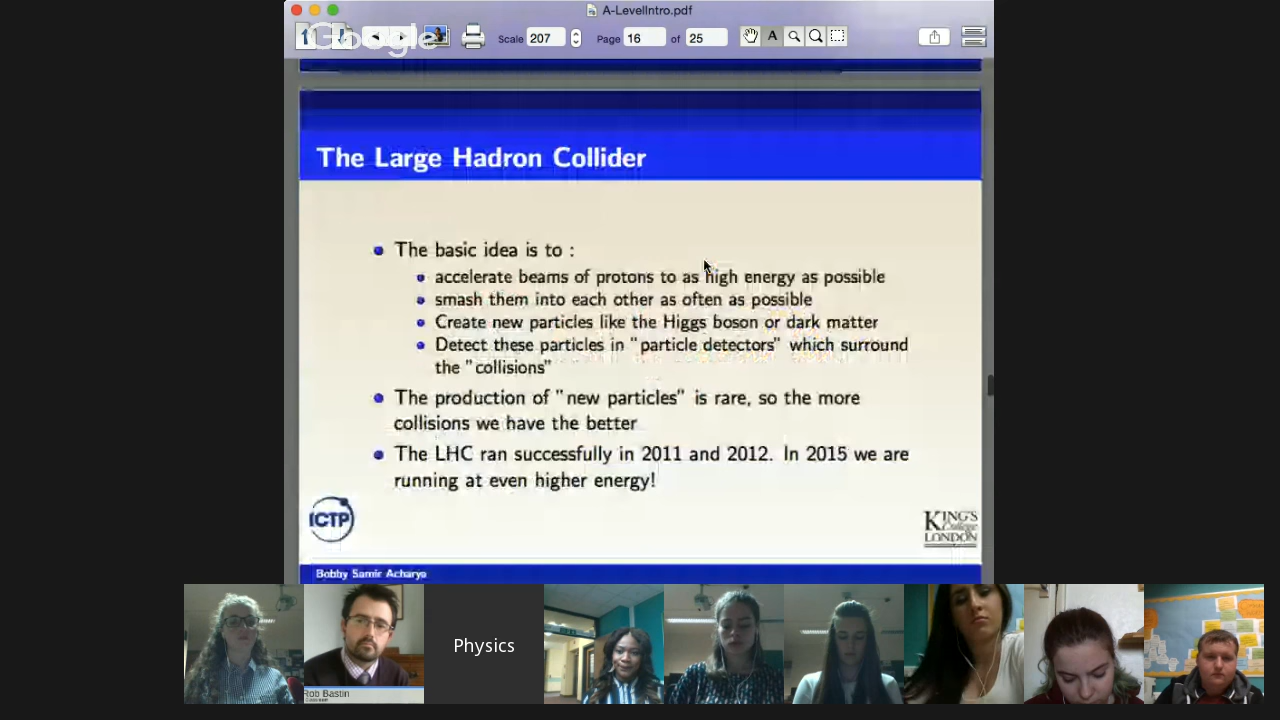 A-LevelIntro.pdf
Google
Scale 207 Page 16 of 25 A
The Large Hadron Collider
The basic idea is to :
accelerate beams of protons to as high energy as possible
smash them into each other as often as possible
Create new particles like the Higgs boson or dark matter
Detect these particles in "particle detectors" which surround
the "collisions"
The production of "new particles" is rare, so the more
collisions we have the better
The LHC ran successfully in 2011 and 2012. In 2015 we are
running at even higher energy!
ICTP
KING'S
College
LONDON
Bobby Samir Acharya
Physics
Rob Bastin